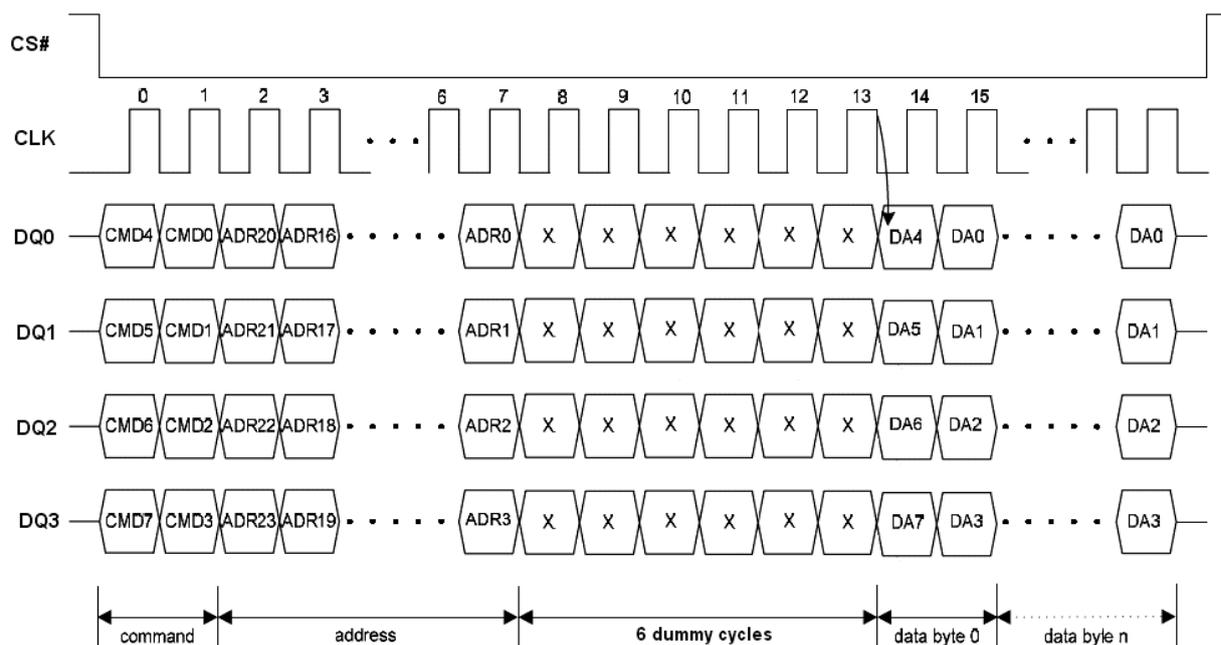 CS#
0 1 2 3 6 7 8 9 10 11 12 13 14 15
CLK
DQ0 CMD4 CMD0 ADR20 ADR16 ADR0 X X X X X X DA4 DA0 DA0
DQ1 CMD5 CMD1 ADR21 ADR17 ADR1 X X X X X X DA5 DA1 DA1
DQ2 CMD6 CMD2 ADR22 ADR18 ADR2 X X X X X X DA6 DA2 DA2
DQ3 CMD7 CMD3 ADR23 ADR19 ADR3 X X X X X X DA7 DA3 DA3
command address 6 dummy cycles data byte 0 data byle n